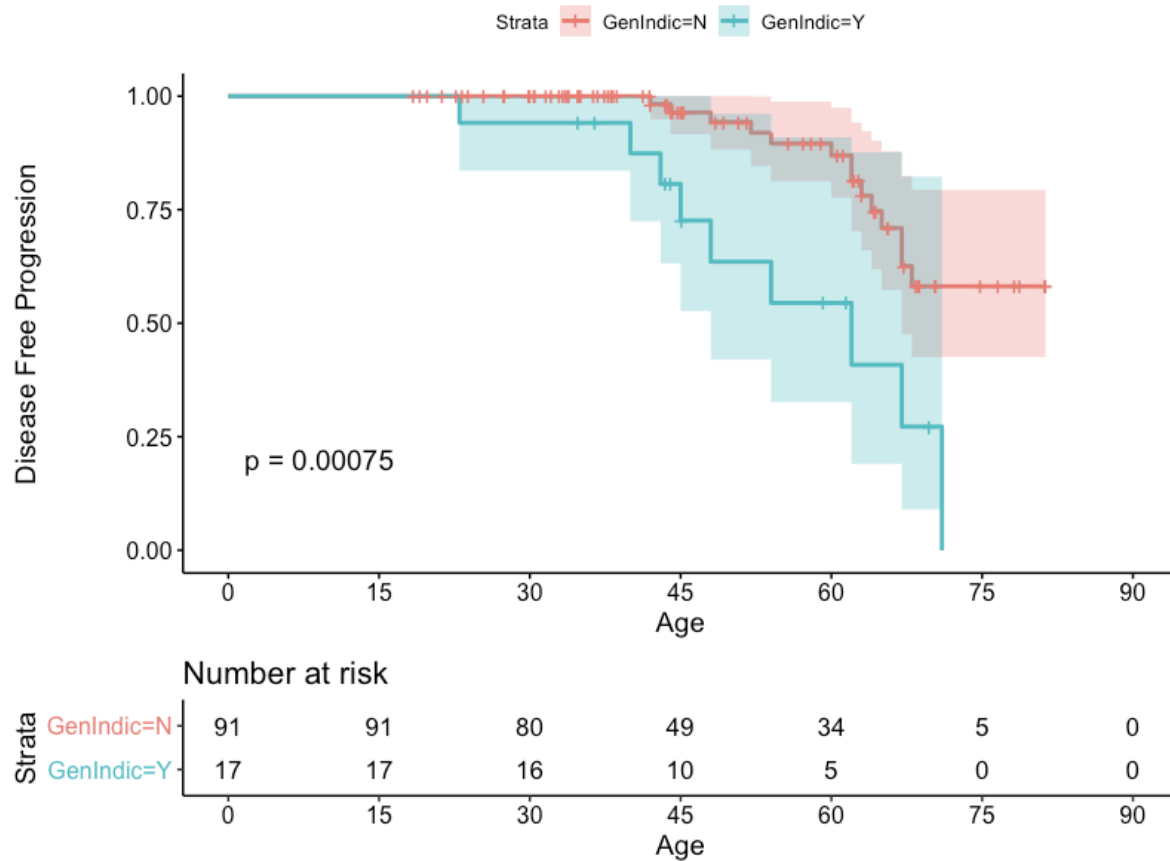 Strata GenIndic=N GenIndic=Y
Disease Free Progression
1.00
0.75
0.50
0.25
0.00
p = 0.00075
0 15 30 45 60 75 90
Age
Number at risk
Strata
GenIndic=N 91 91 80 49 34 5 0
GenIndic=Y 17 17 16 10 5 0 0
0 15 30 45 60 75 90
Age